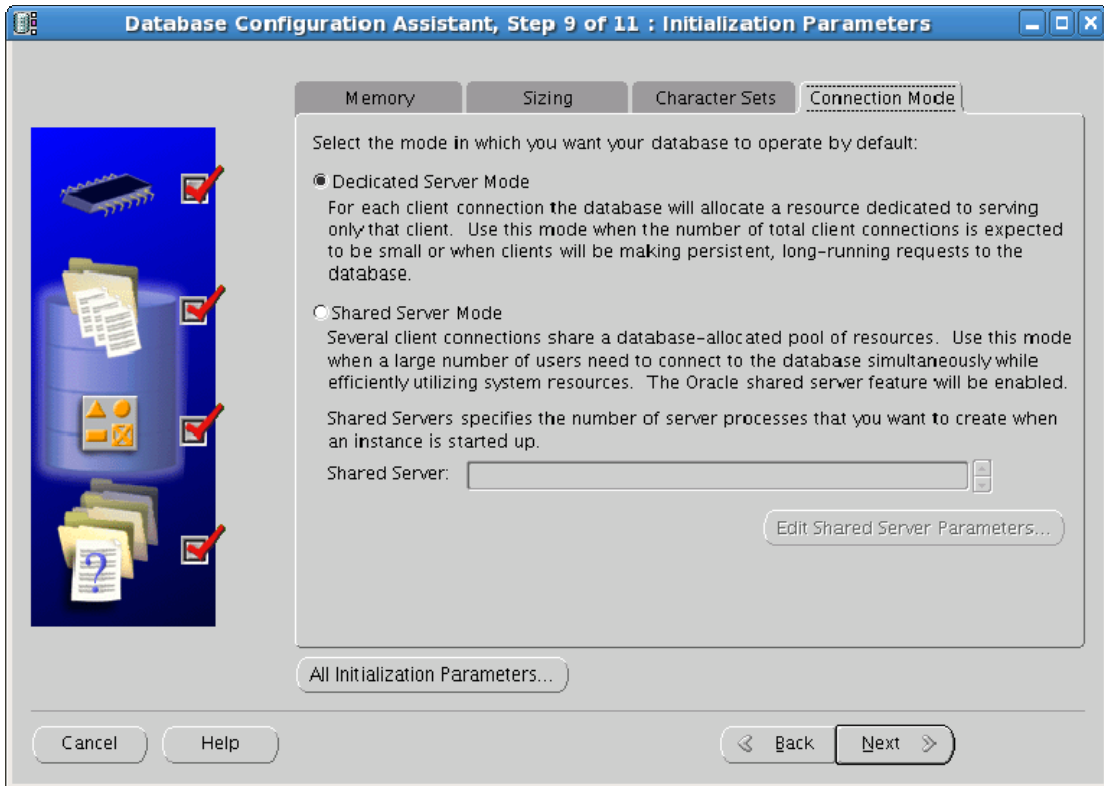 Database Configuration Assistant, Step 9 of 11 : Initialization Parameters
Memory
Sizing
Character Sets
Connection Mode
Select the mode in which you want your database to operate by default:
Dedicated Server Mode
For each client connection the database will allocate a resource dedicated to serving
only that client. Use this mode when the number of total client connections is expected
to be small or when clients will be making persistent, long-running requests to the
database.
Shared Server Mode
Several client connections share a database-allocated pool of resources. Use this mode
when a large number of users need to connect to the database simultaneously while
efficiently utilizing system resources. The Oracle shared server feature will be enabled.
Shared Servers specifies the number of server processes that you want to create when
an instance is started up.
Shared Server:
Edit Shared Server Parameters...
?
All Initialization Parameters...
Cancel
Help
Back
Next